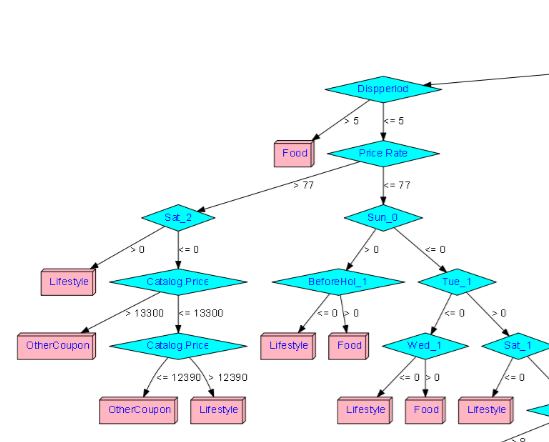 Dispperiod
> 5
<= 5
Food
Price.Rate
> 77
<= 77
Sat_2
Sun_0
> 0
<= 0
> 0
<= 0
Lifestyle
Catalog.Price
BeforeHol_1
Tue_1
> 13300
<= 13300
<= 0
> 0
<= 0
> 0
OtherCoupon
Catalog.Price
Lifestyle
Food
Wed_1
Sat_1
<= 12390
> 12390
<= 0
> 0
<= 0
OtherCoupon
Lifestyle
Lifestyle
Food
Lifestyle